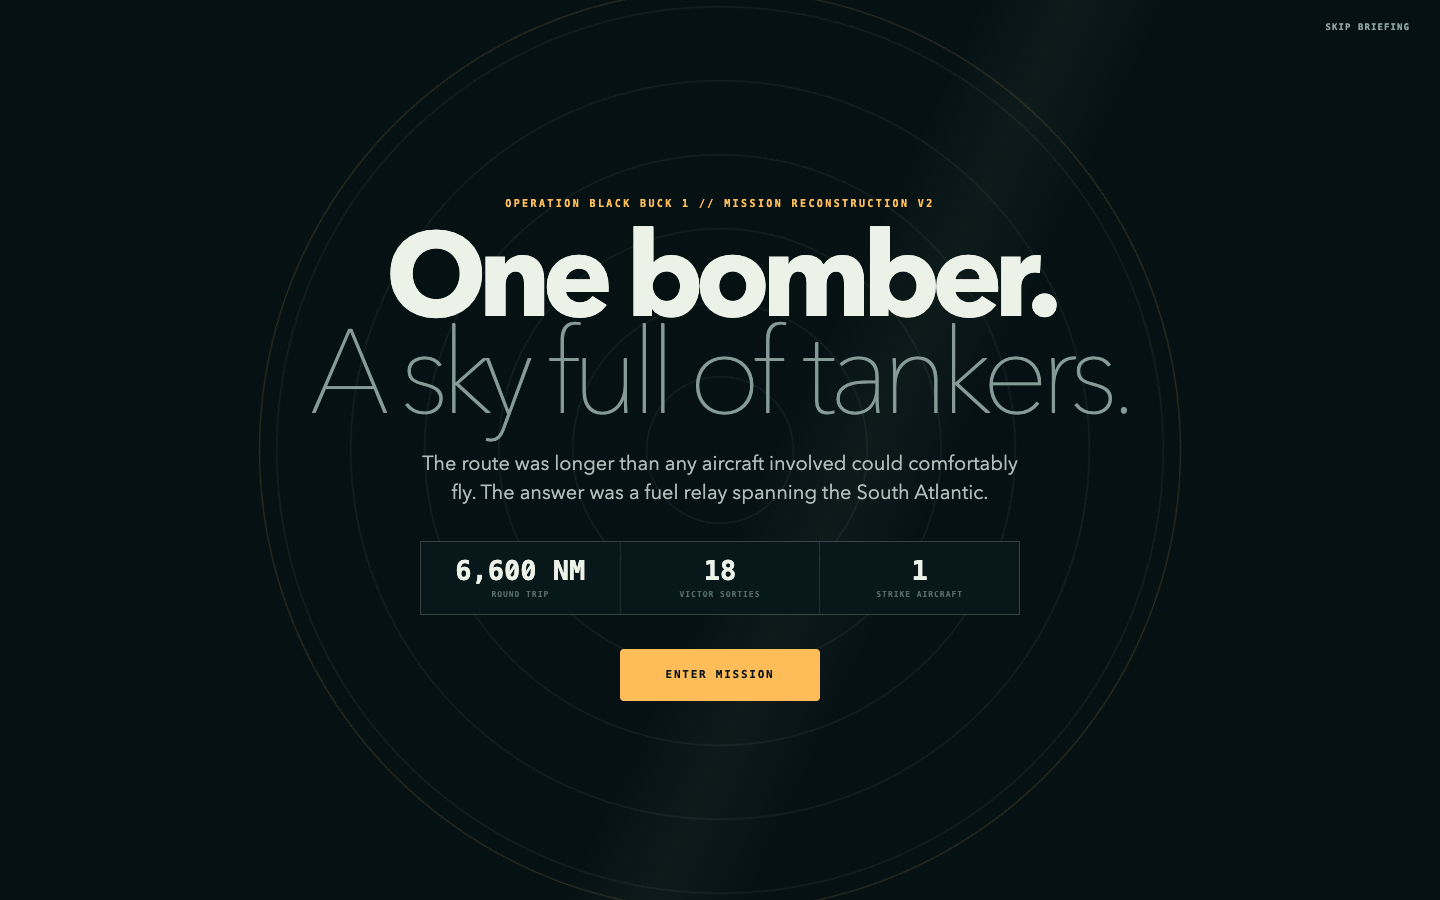 SKIP BRIEFING
OPERATION BLACK BUCK 1 // MISSION RECONSTRUCTION V2
One bomber.
A sky full of tankers.
The route was longer than any aircraft involved could comfortably
fly. The answer was a fuel relay spanning the South Atlantic.
6,600 NM
ROUND TRIP
18
VICTOR SORTIES
1
STRIKE AIRCRAFT
ENTER MISSION